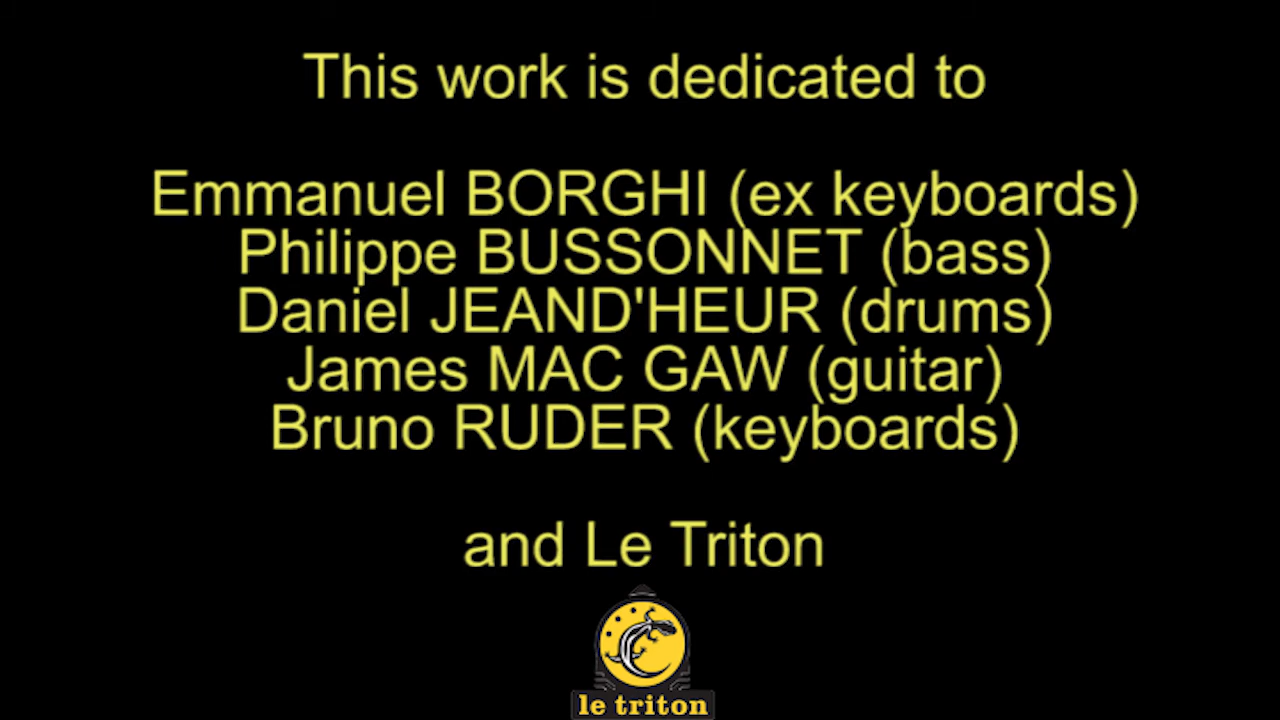 This work is dedicated to
Emmanuel BORGHI (ex keyboards)
Philippe BUSSONNET (bass)
Daniel JEAND'HEUR (drums)
James MAC GAW (guitar)
Bruno RUDER (keyboards)
and Le Triton
le triton